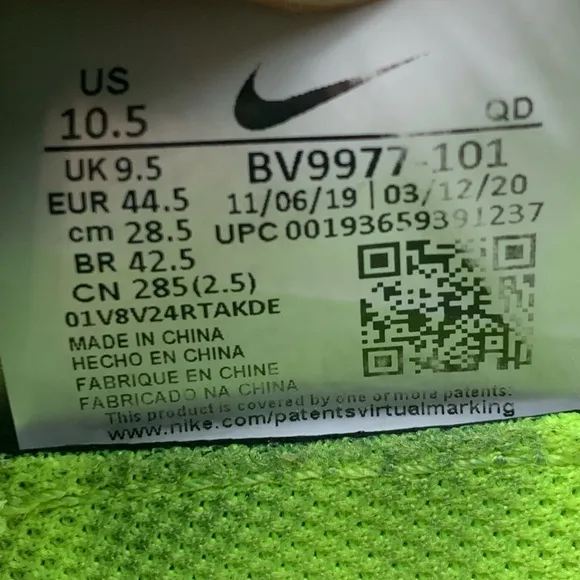 US
10.5
QD
UK 9.5
BV9977-101
EUR 44.5
11/06/19 | 03/12/20
cm 28.5
UPC 00193659391237
BR 42.5
CN 285(2.5)
01V8V24RTAKDE
MADE IN CHINA
HECHO EN CHINA
FABRIQUE EN CHINE
FABRICADO NA CHINA
This product is covered by one or more patents:
www.nike.com/patentsvirtualmarking